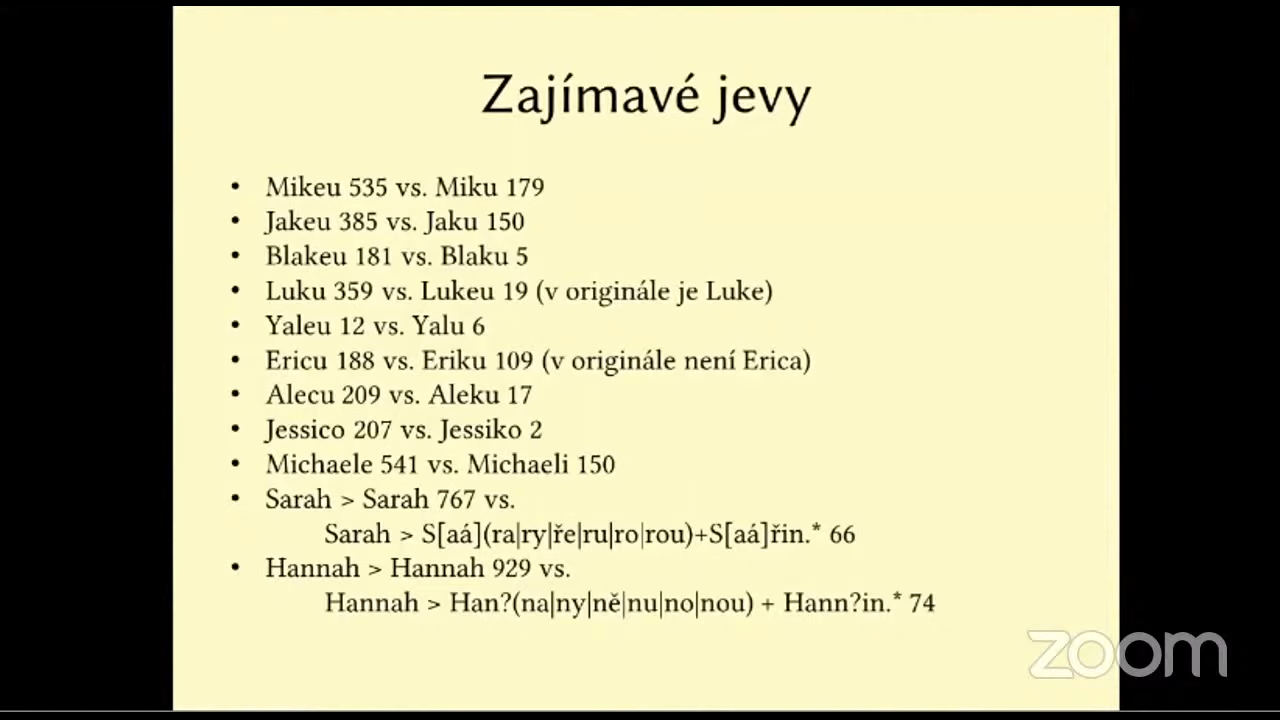 Zajímavé jevy
• Mikeu 535 vs. Miku 179
• Jakeu 385 vs. Jaku 150
• Blakeu 181 vs. Blaku 5
• Luku 359 vs. Lukeu 19 (v originále je Luke)
• Yaleu 12 vs. Yalu 6
• Ericu 188 vs. Eriku 109 (v originále není Erica)
• Alecu 209 vs. Aleku 17
• Jessico 207 vs. Jessiko 2
• Michaele 541 vs. Michaeli 150
• Sarah > Sarah 767 vs.
Sarah > S[aá](ra|ry|ře|ru|ro|rou)+S[aá]řin.* 66
• Hannah > Hannah 929 vs.
Hannah > Han?(na|ny|ně|nu|no|nou) + Hann?in.* 74
zoom